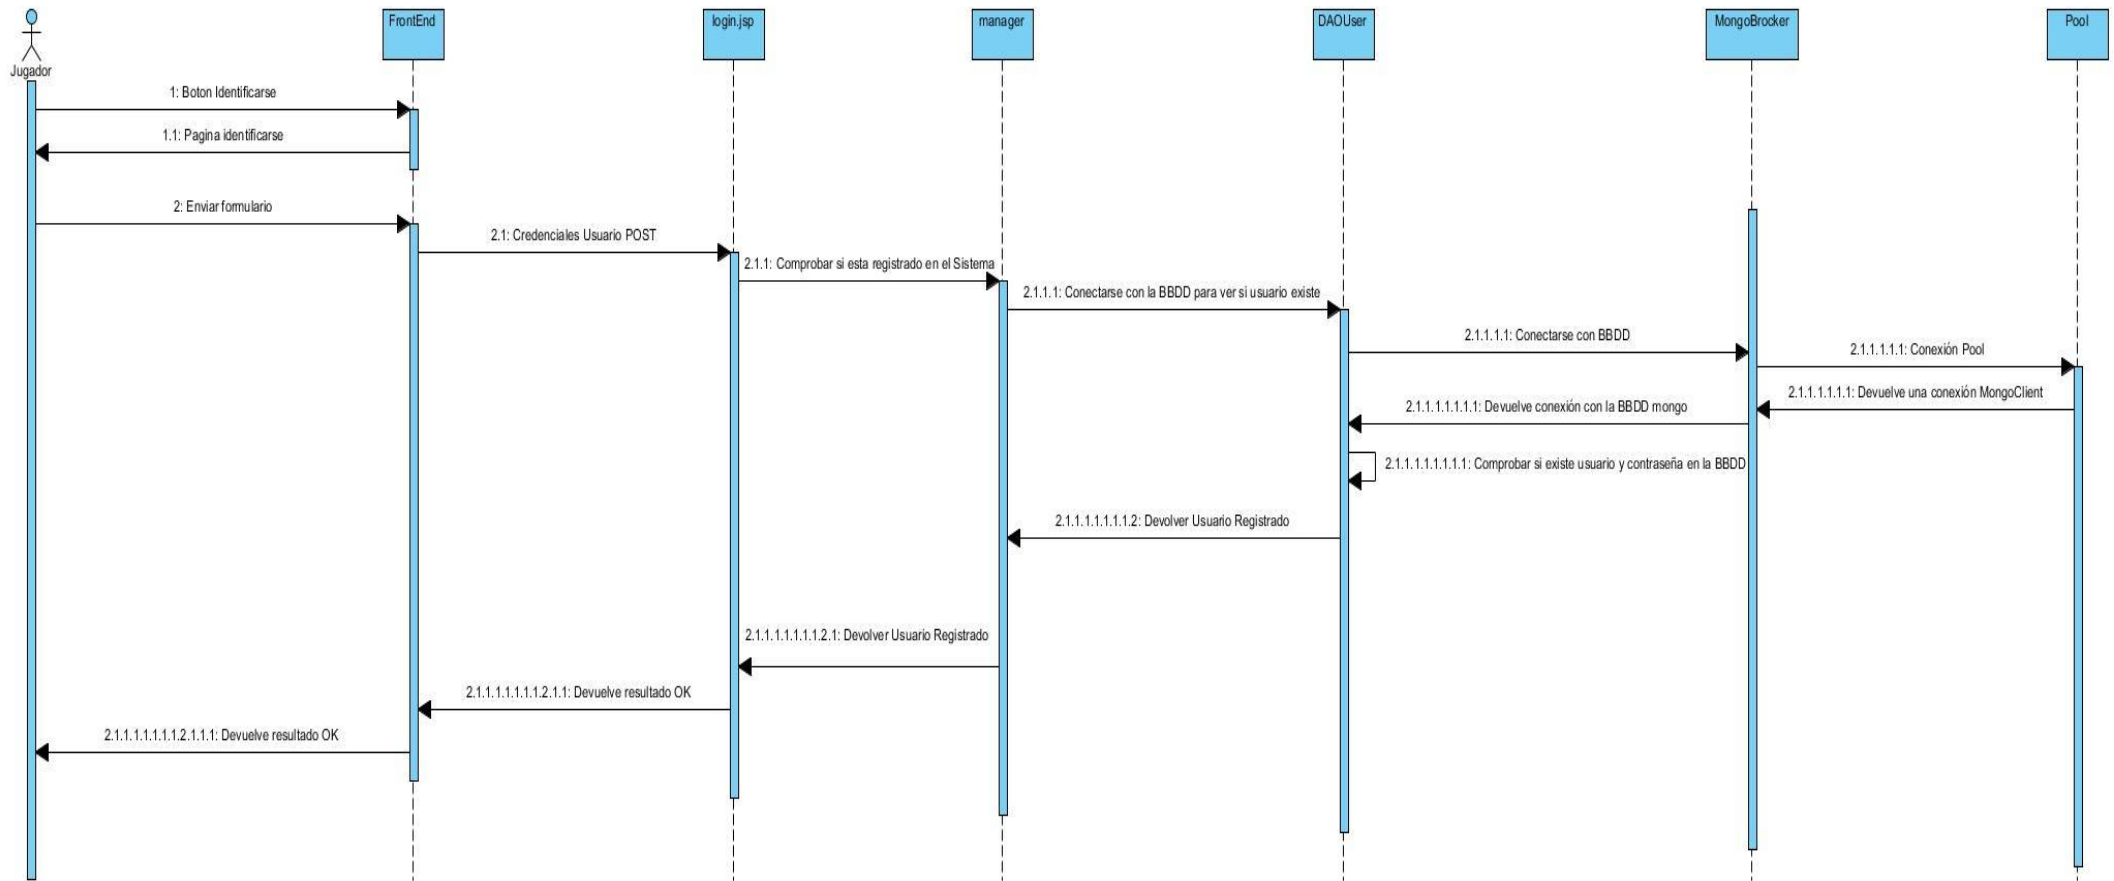 FrontEnd
login.jsp
manager
DAOUser
MongoBrocker
Pool
Jugador
1: Boton Identificarse
1.1: Pagina identificarse
2: Enviar formulario
2.1: Credenciales Usuario POST
2.1.1: Comprobar si esta registrado en el Sistema
2.1.1.1: Conectarse con la BBDD para ver si usuario existe
2.1.1.1.1: Conectarse con BBDD
2.1.1.1.1.1: Conexión Pool
2.1.1.1.1.1.1: Devuelve una conexión MongoClient
2.1.1.1.1.1.1.1: Devuelve conexión con la BBDD mongo
2.1.1.1.1.1.1.1.1: Comprobar si existe usuario y contraseña en la BBDD
2.1.1.1.1.1.1.1.2: Devolver Usuario Registrado
2.1.1.1.1.1.1.1.2.1: Devolver Usuario Registrado
2.1.1.1.1.1.1.1.2.1.1: Devuelve resultado OK
2.1.1.1.1.1.1.1.2.1.1.1: Devuelve resultado OK